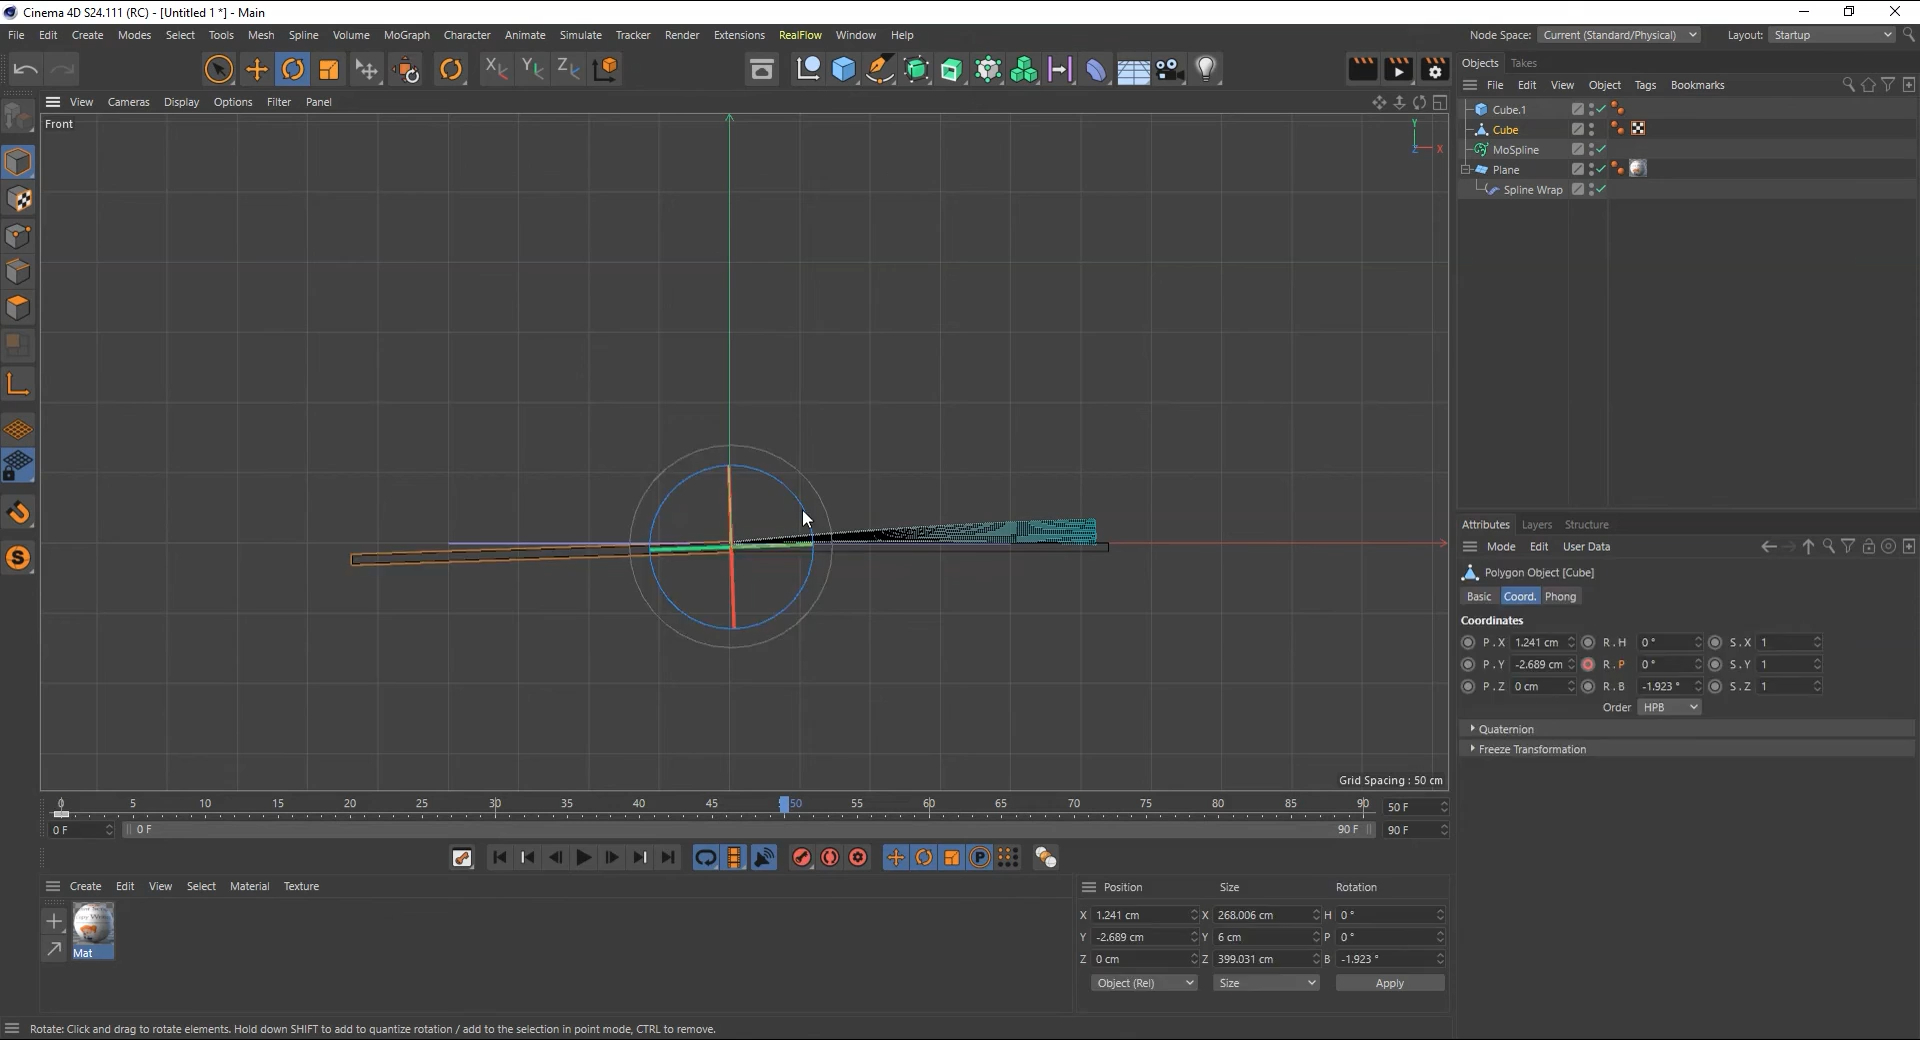 Cinema 4D S24.111 (RC) - [Untitled 1 *] - Main
File Edit Create Modes Select Tools Mesh Spline Volume MoGraph Character Animate Simulate Tracker Render Extensions RealFlow Window Help
Node Space: Current (Standard/Physical) Layout: Startup
X Y Z
Objects Takes
File Edit View Object Tags Bookmarks
View Cameras Display Options Filter Panel
Front
Y
Z X
Cube.1
Cube
MoSpline
Plane
Spline Wrap
Attributes Layers Structure
Mode Edit User Data
Polygon Object [Cube]
Basic Coord. Phong
Coordinates
P . X 1.241 cm R . H 0 ° S . X 1
P . Y -2.689 cm R . P 0 ° S . Y 1
P . Z 0 cm R . B -1.923 ° S . Z 1
Order HPB
Quaternion
Freeze Transformation
Grid Spacing : 50 cm
0 5 10 15 20 25 30 35 40 45 50 55 60 65 70 75 80 85 90 50 F
0 F 0 F 90 F 90 F
P
Create Edit View Select Material Texture
Mat
Position Size Rotation
X 1.241 cm X 268.006 cm H 0 °
Y -2.689 cm Y 6 cm P 0 °
Z 0 cm Z 399.031 cm B -1.923 °
Object (Rel) Size Apply
Rotate: Click and drag to rotate elements. Hold down SHIFT to add to quantize rotation / add to the selection in point mode, CTRL to remove.